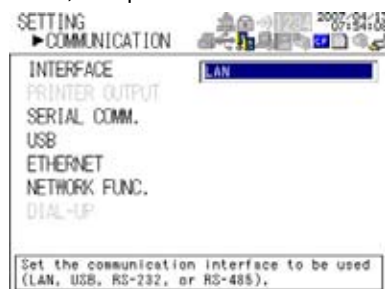 SETTING
►COMMUNICATION
INTERFACE
LAN
PRINTER OUTPUT
SERIAL COMM.
USB
ETHERNET
NETWORK FUNC.
DIAL-UP
Set the communication interface to be used
(LAN, USB, RS-232, or RS-485).